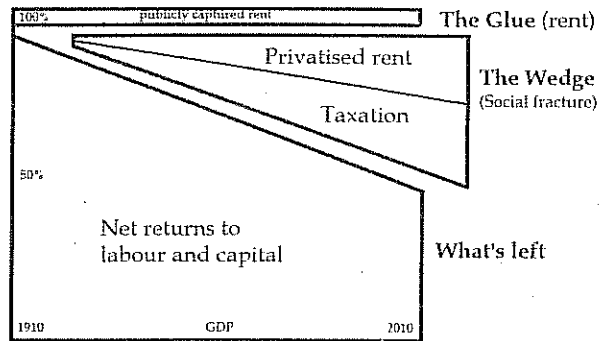 100%
publicly captured rent
The Glue (rent)
Privatised rent
The Wedge
(Social fracture)
Taxation
50%
Net returns to
labour and capital
What's left
1910
GDP
2010